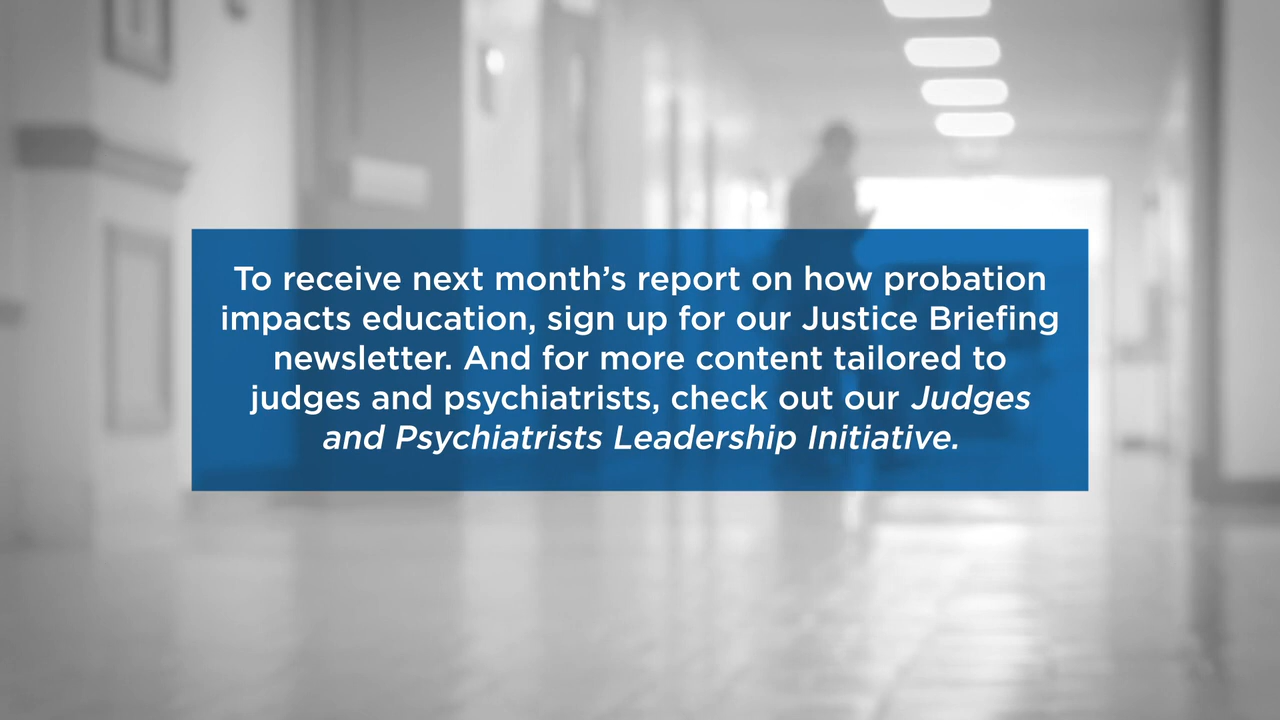 To receive next month’s report on how probation
impacts education, sign up for our Justice Briefing
newsletter. And for more content tailored to
judges and psychiatrists, check out our Judges
and Psychiatrists Leadership Initiative.